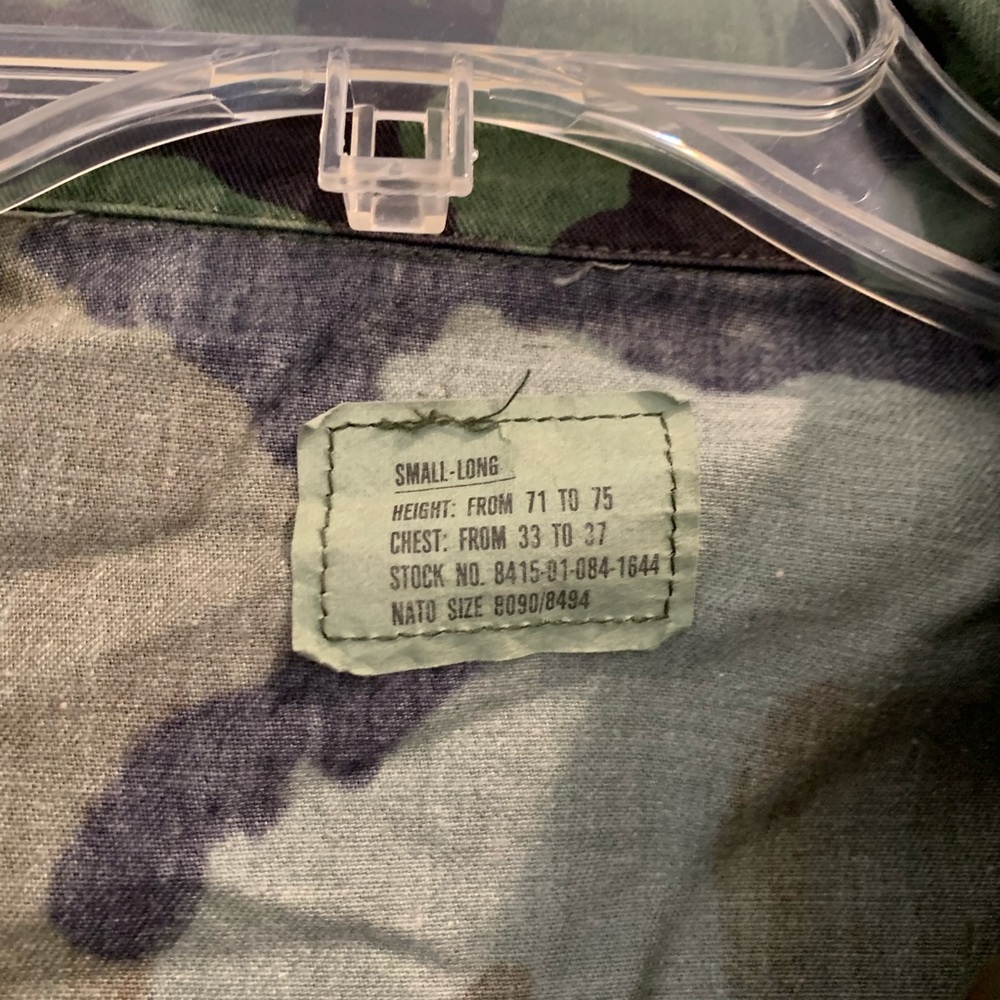 SMALL-LONG
HEIGHT: FROM 71 TO 75
CHEST: FROM 33 TO 37
STOCK NO. 8415-01-084-1644
NATO SIZE 8090/8494